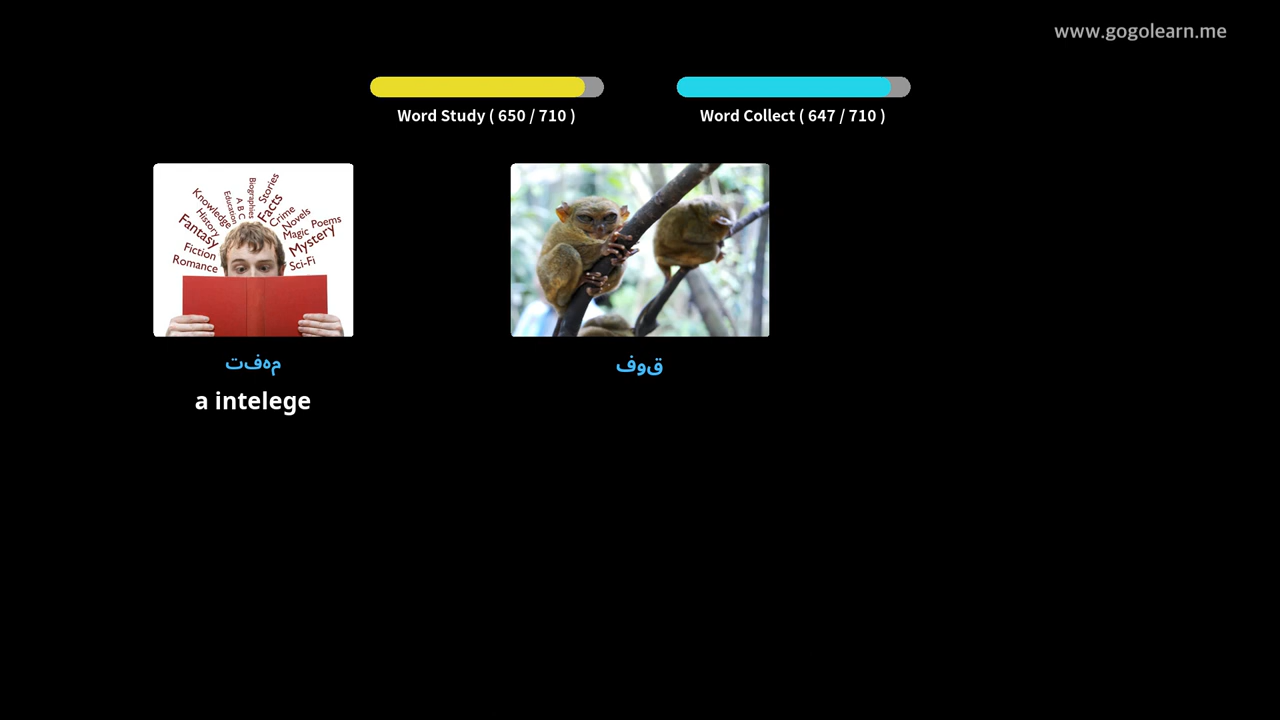 www.gogolearn.me
Word Study ( 650 / 710 )
Word Collect ( 647 / 710 )
Romance
Fiction
Fantasy
History
Knowledge
Education
A B C
Biographies
Stories
Facts
Crime
Novels
Magic
Poems
Mystery
Sci-Fi
مهفت
a intelege
قوف